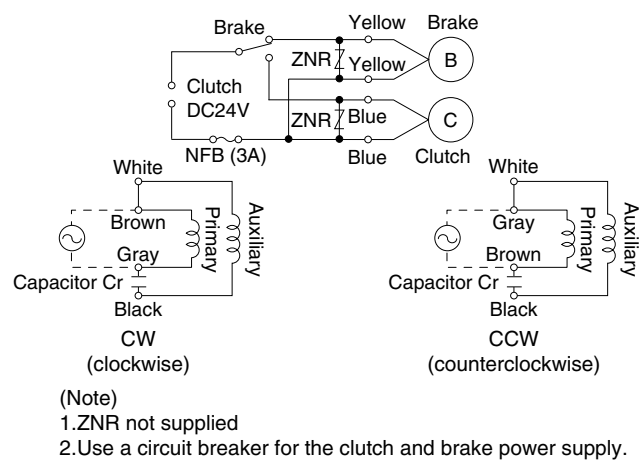 Yellow Brake
Brake
ZNR
Yellow
B
Clutch
DC24V
ZNR
Blue
C
NFB (3A)
Blue
Clutch
White
Brown
Primary
Auxiliary
Gray
Capacitor Cr
Black
CW
(clockwise)
White
Gray
Primary
Auxiliary
Brown
Capacitor Cr
Black
CCW
(counterclockwise)
(Note)
1.ZNR not supplied
2.Use a circuit breaker for the clutch and brake power supply.